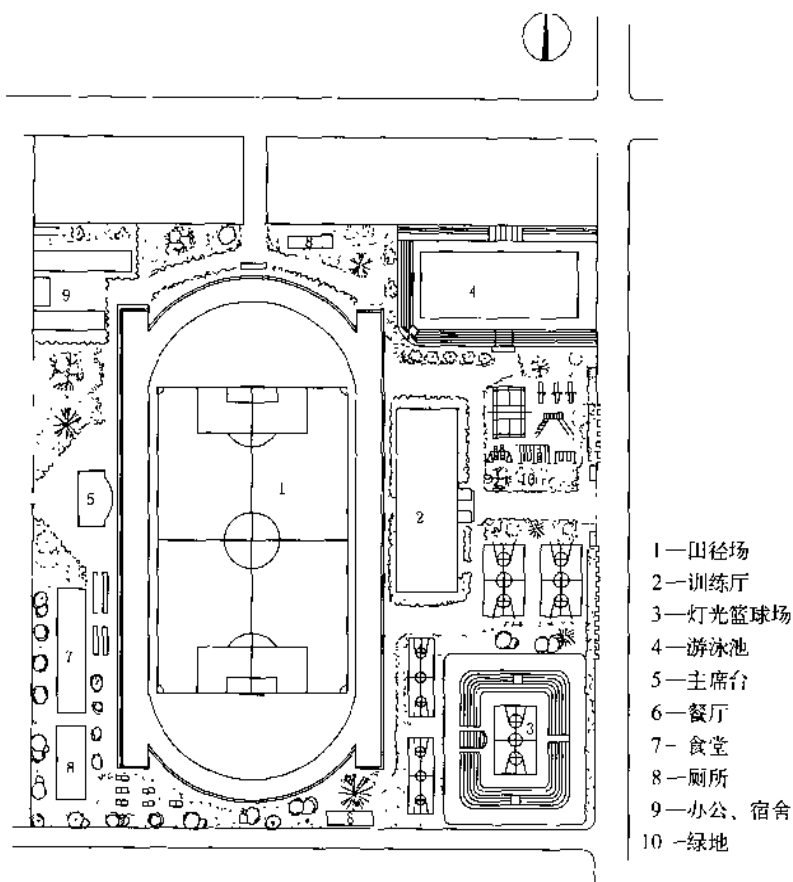 8
9
4
1
5
2
10
7
3
8
8
1—田径场
2—训练厅
3—灯光篮球场
4—游泳池
5—主席台
6—餐厅
7-食堂
8—厕所
9—办公、宿舍
10—绿地